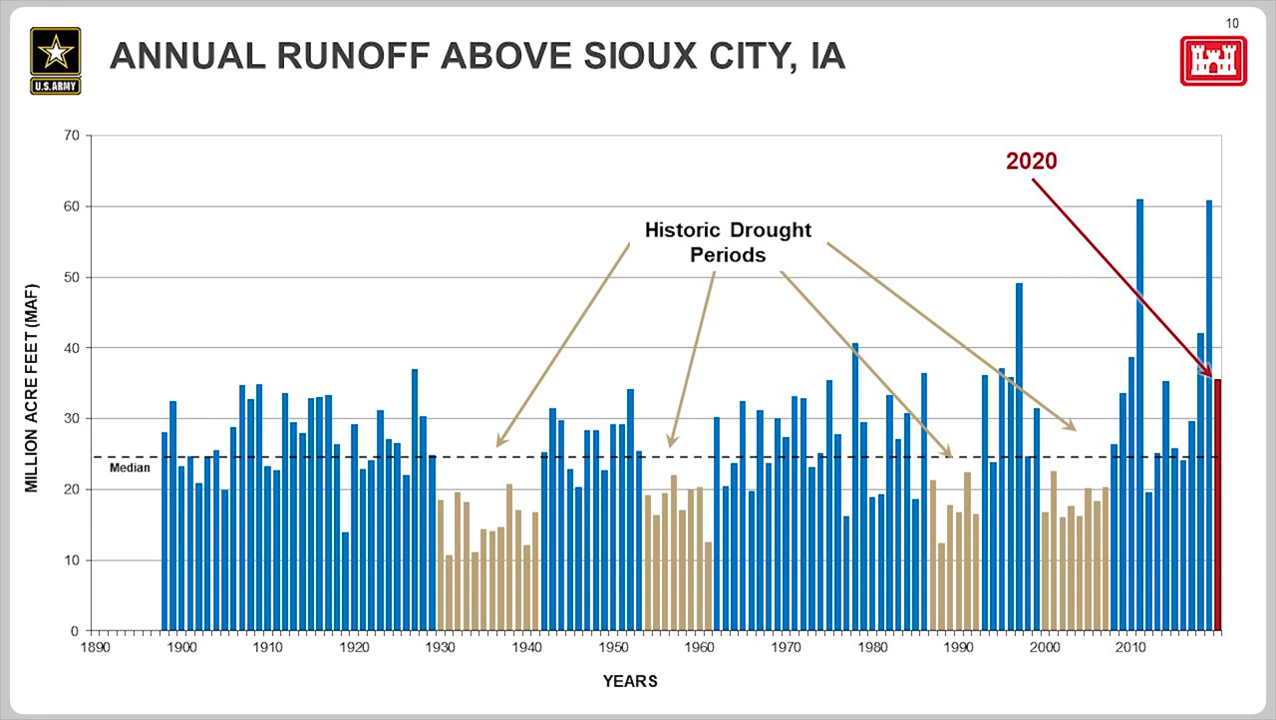 10
U.S.ARMY
ANNUAL RUNOFF ABOVE SIOUX CITY, IA
MILLION ACRE FEET (MAF)
70
60
50
40
30
20
10
0
2020
Historic Drought
Periods
Median
1890 1900 1910 1920 1930 1940 1950 1960 1970 1980 1990 2000 2010
YEARS